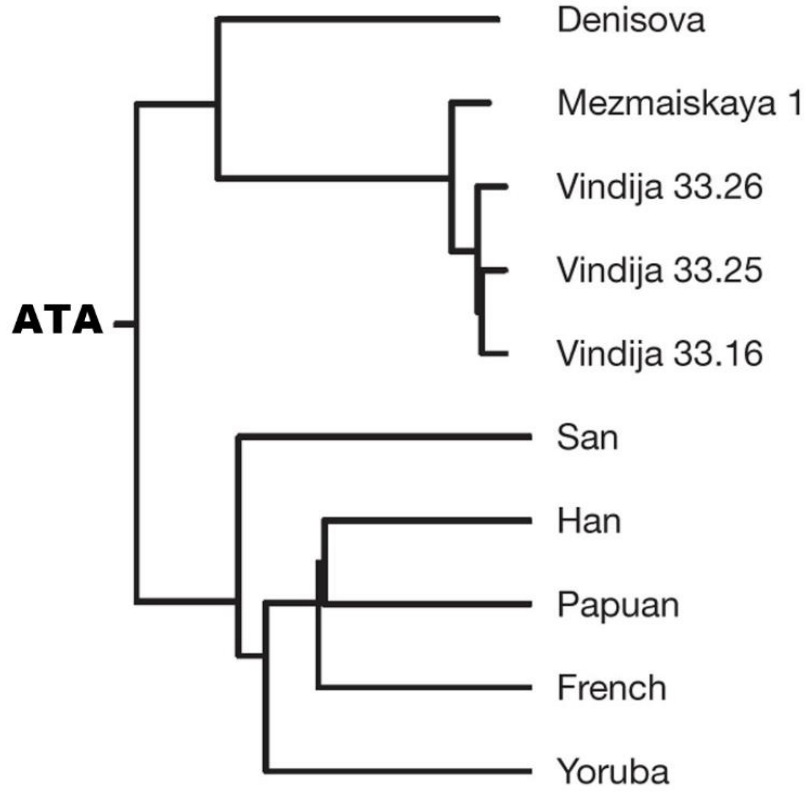 Denisova
Mezmaiskaya 1
Vindija 33.26
Vindija 33.25
ATA
Vindija 33.16
San
Han
Papuan
French
Yoruba